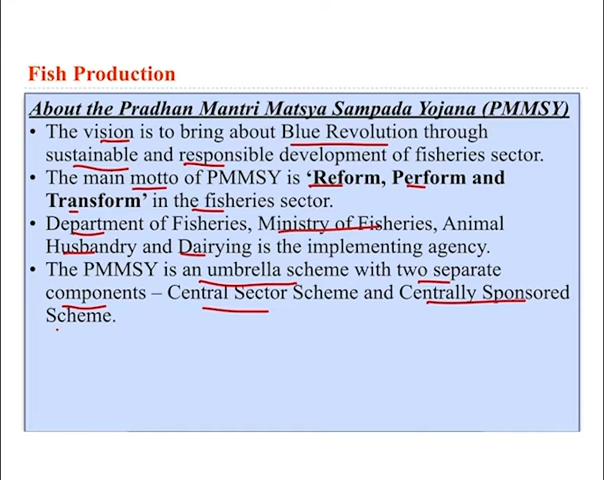 Fish Production
About the Pradhan Mantri Matsya Sampada Yojana (PMMSY)
• The vision is to bring about Blue Revolution through
sustainable and responsible development of fisheries sector.
• The main motto of PMMSY is ‘Reform, Perform and
Transform’ in the fisheries sector.
• Department of Fisheries, Ministry of Fisheries, Animal
Husbandry and Dairying is the implementing agency.
• The PMMSY is an umbrella scheme with two separate
components – Central Sector Scheme and Centrally Sponsored
Scheme.